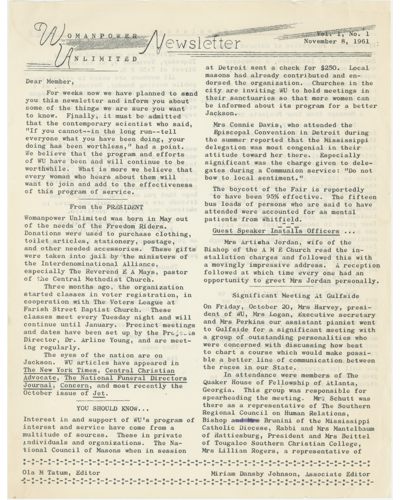 WOMANPOWER
UNLIMITED
Newsletter
Vol. 1, No. 1
November 8, 1961
Dear Member,
For weeks now we have planned to send
you this newsletter and inform you about
some of the things we are sure you want
to know. Finally, it must be admitted
that the contemporary scientist who said,
"If you cannot--in the long run--tell
everyone what you have been doing, your
doing has been worthless," had a point.
We believe that the program and efforts
of WU have been and will continue to be
worthwhile. What is more we believe that
every woman who hears about them will
want to join and add to the effectiveness
of this program of service.
From the PRESIDENT
Womanpower Unlimited was born in May out
of the needs of the Freedom Riders.
Donations were used to purchase clothing,
toilet articles, stationery, postage,
and other needed accessories. These gifts
were taken into jail by the ministers of
the Interdenominational Alliance,
especially The Reverend E A Mays, pastor
of the Central Methodist Church.
Three months ago, the organization
started classes in voter registration, in
cooperation with The Voters League at
Farish Street Baptist Church. These
classes meet every Tuesday night and will
continue until January. Precinct meetings
and dates have been set up by the
Director, Dr. Arline Young, and are meet-
ing regularly.
The eyes of the nation are on
Jackson. WU articles have appeared in
The New York Times, Central Christian
Advocate, The National Funeral Directors
Journal, Concern, and most recently the
October issue of Jet.
YOU SHOULD KNOW...
Interest in and support of WU's program of
interest and service have come from a
multitude of sources. These in private
individuals and organizations. The Na-
tional Council of Masons when in session
at Detroit sent a check for $250. Local
masons had already contributed and en-
dorsed the organization. Churches in the
city are inviting WU to hold meetings in
their sanctuaries so that more women can
be informed about its program for a better
Jackson.
Mrs Connie Davis, who attended the
Episcopal Convention in Detroit during
the summer reported that the Mississippi
delegation was most congenial in their
attitude toward her there. Especially
significant was the charge given to dele-
gates during a Communion service: "Do not
bow to local sentiment."
The boycott of the Fair is reportedly
to have been 95% effective. The fifteen
bus loads of persons who are said to have
attended were accounted for as mental
patients from Whitfield.
Guest Speaker Installs Officers ...
Mrs Artisha Jordan, wife of the
Bishop of the A M E Church read the in-
stallation charges and followed this with
a movingly impressive address. A reception
followed at which time every one had an
opportunity to greet Mrs Jordan personally.
Significant Meeting At Gulfside
On Friday, October 20, Mrs Harvey, presi-
dent of WU, Mrs Logan, Executive secretary
and Mrs Perkins our assistant pianist went
to Gulfside for a significant meeting with
a group of outstanding personalities who
were concerned with discussing how best
to chart a course which would make possi-
ble a better line of communication between
the races in our State.
In attendance were members of The
Quaker House of Fellowship of Atlanta,
Georgia. This group was responsible for
spearheading the meeting. Mr Schutt was
there as a representative of The Southern
Regional Council on Human Relations,
Bishop Brunini of the Mississippi
Catholic Diocese, Rabbi and Mrs Mantelbaum
of Hattiesburg, President and Mrs Beittel
of Tougaloo Southern Christian College,
Mrs Lillian Rogers, a representative of
Ola H Tatum, Editor
Miriam Dansby Johnson, Associate Editor